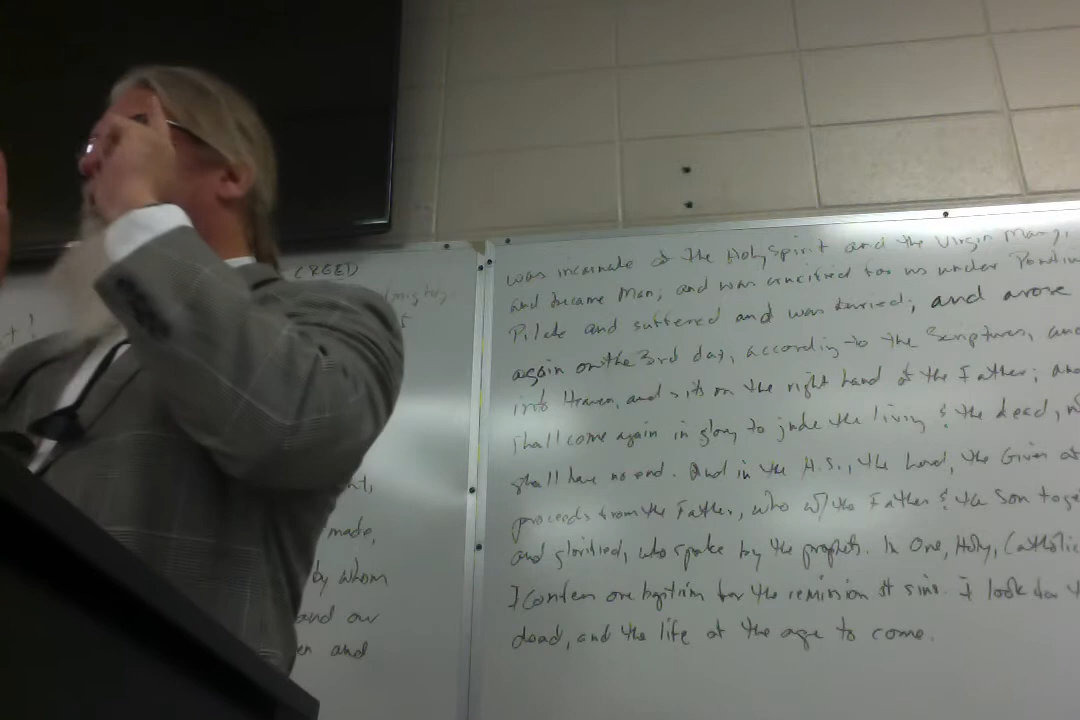 t!
CREED
mighty
nt,
made,
by whom
and our
en and
was incarnate of the Holy Spirit and the Virgin Mary,
and became Man; and was crucified for us under Pontiu
Pilate and suffered and was buried; and arose
again on the 3rd day, according to the Scriptures, and
into Heaven, and sits on the right hand of the Father; and
shall come again in glory to jude the living & the dead,
shall have no end. And in the H.S., the Lord, the Giver of
proceeds from the Father, who w/ the Father & the Son toge
and glorified, who spake by the prophets. In One, Holy, Catholic
I confess one baptism for the remission of sins. I look for
dead, and the life of the age to come.